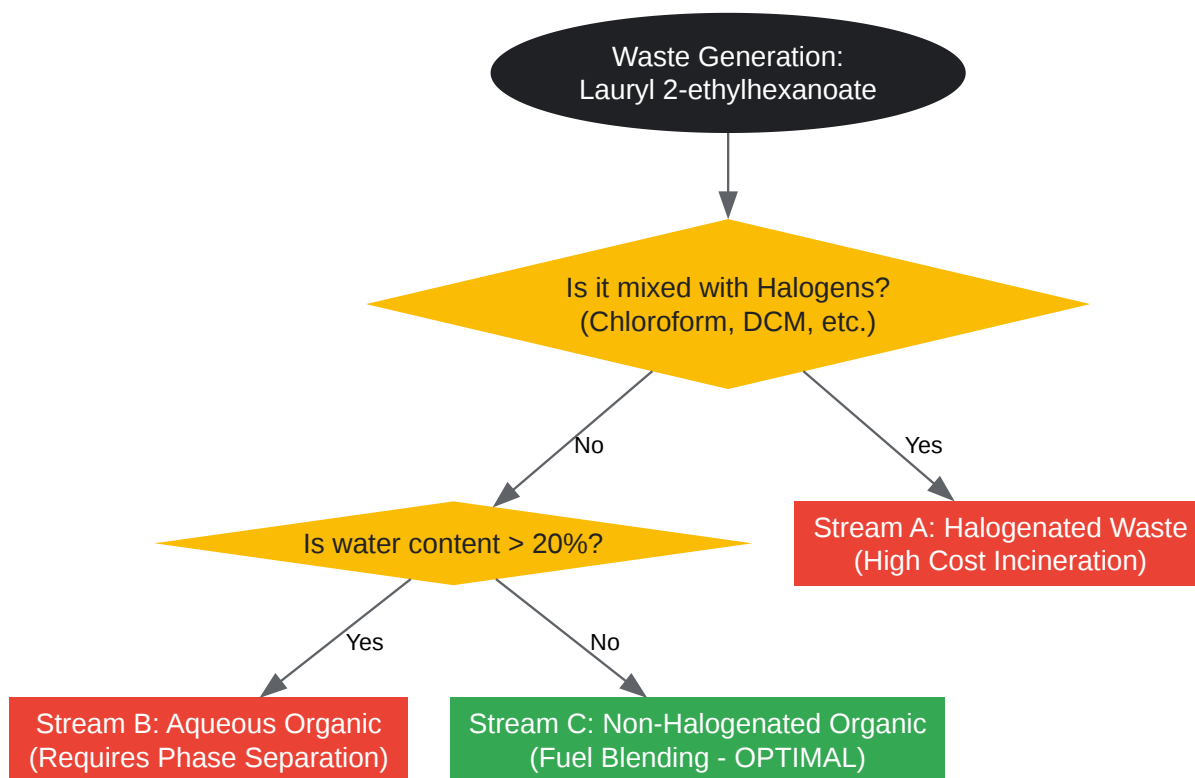 Waste Generation:
Lauryl 2-ethylhexanoate
Is it mixed with Halogens?
(Chloroform, DCM, etc.)
No
Yes
Is water content > 20%?
Stream A: Halogenated Waste
(High Cost Incineration)
Yes
No
Stream B: Aqueous Organic
(Requires Phase Separation)
Stream C: Non-Halogenated Organic
(Fuel Blending - OPTIMAL)